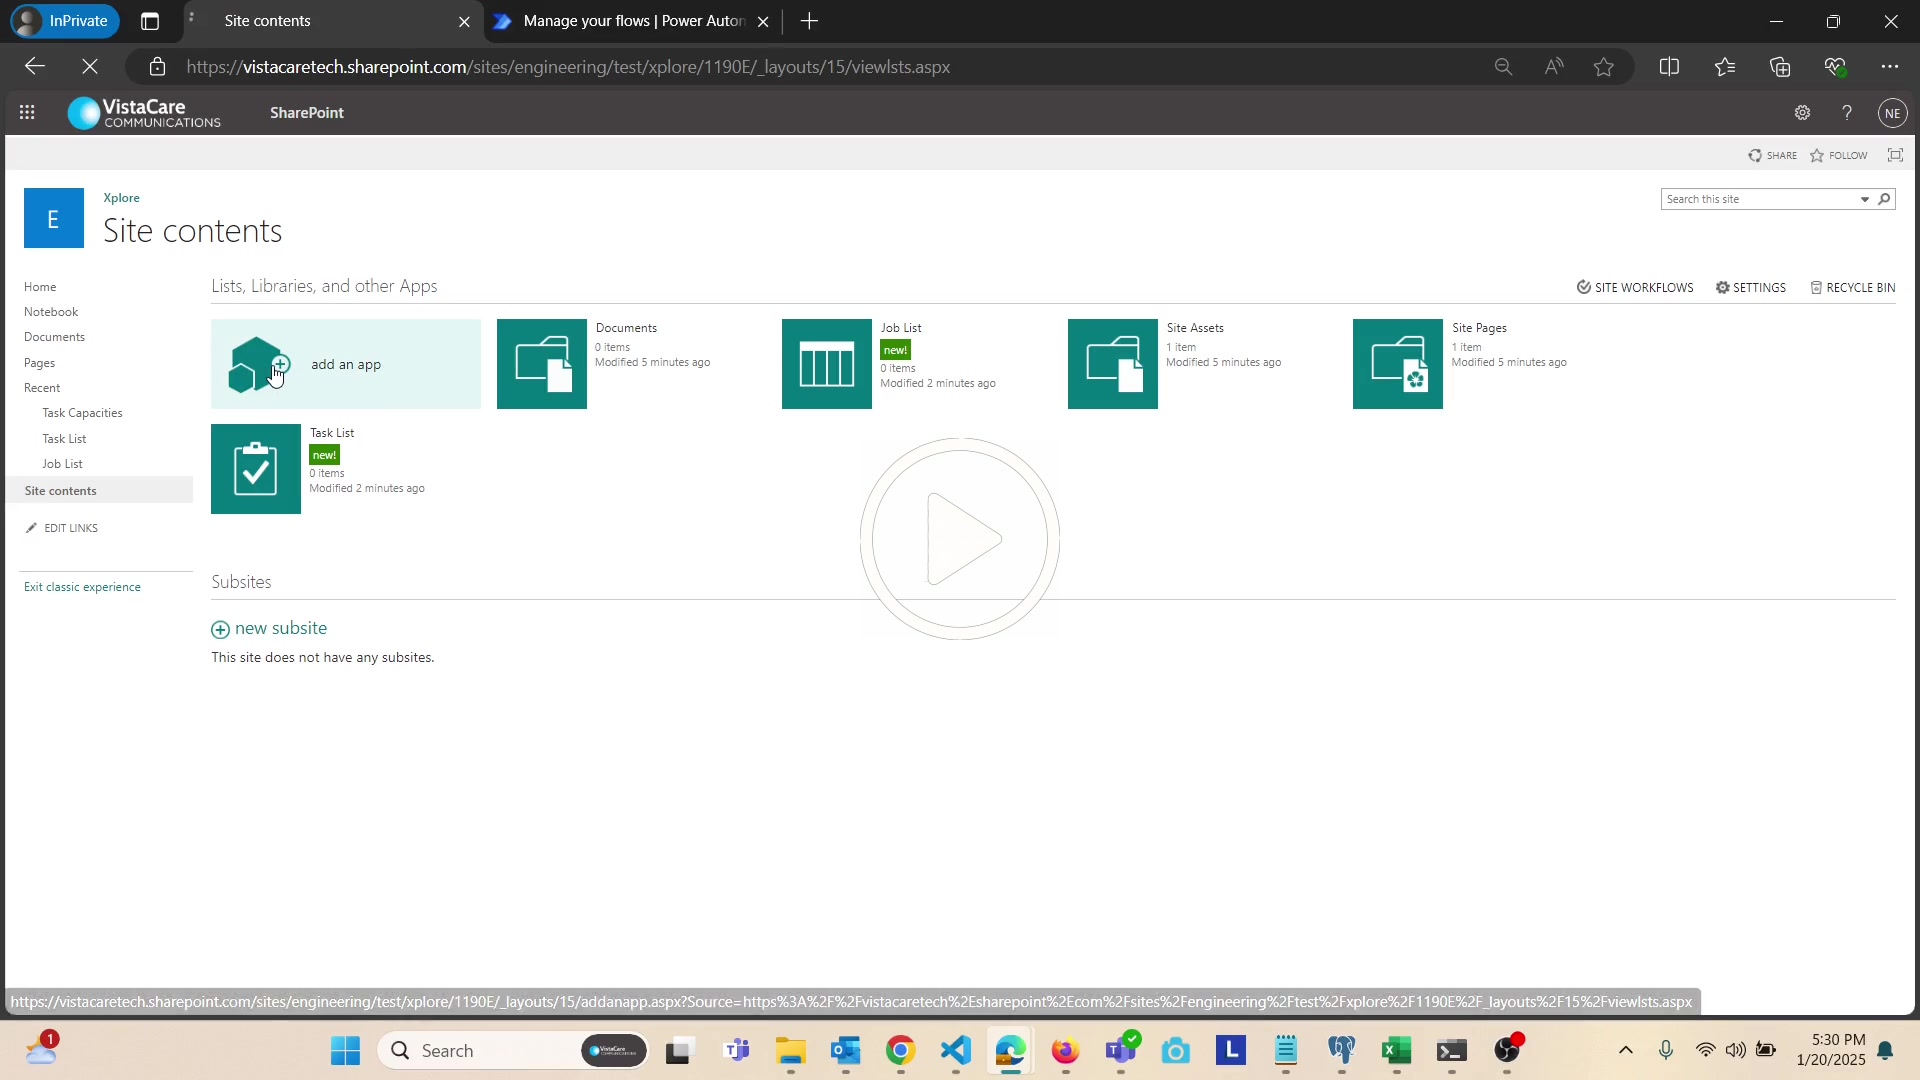 InPrivate
Site contents
Manage your flows | Power Autom
https://vistacaretech.sharepoint.com/sites/engineering/test/xplore/1190E/_layouts/15/viewlsts.aspx
VistaCare
COMMUNICATIONS
SharePoint
NE
SHARE
FOLLOW
E
Xplore
Site contents
Search this site
Home
Notebook
Documents
Pages
Recent
Task Capacities
Task List
Job List
Site contents
EDIT LINKS
Exit classic experience
Lists, Libraries, and other Apps
SITE WORKFLOWS
SETTINGS
RECYCLE BIN
add an app
Documents
0 items
Modified 5 minutes ago
Job List
new!
0 items
Modified 2 minutes ago
Site Assets
1 item
Modified 5 minutes ago
Site Pages
1 item
Modified 5 minutes ago
Task List
new!
0 items
Modified 2 minutes ago
Subsites
new subsite
This site does not have any subsites.
https://vistacaretech.sharepoint.com/sites/engineering/test/xplore/1190E/_layouts/15/addanapp.aspx?Source=https%3A%2F%2Fvistacaretech%2Esharepoint%2Ecom%2Fsites%2Fengineering%2Ftest%2Fxplore%2F1190E%2F_layouts%2F15%2Fviewlsts.aspx
1
Search
VistaCare
L
5:30 PM
1/20/2025